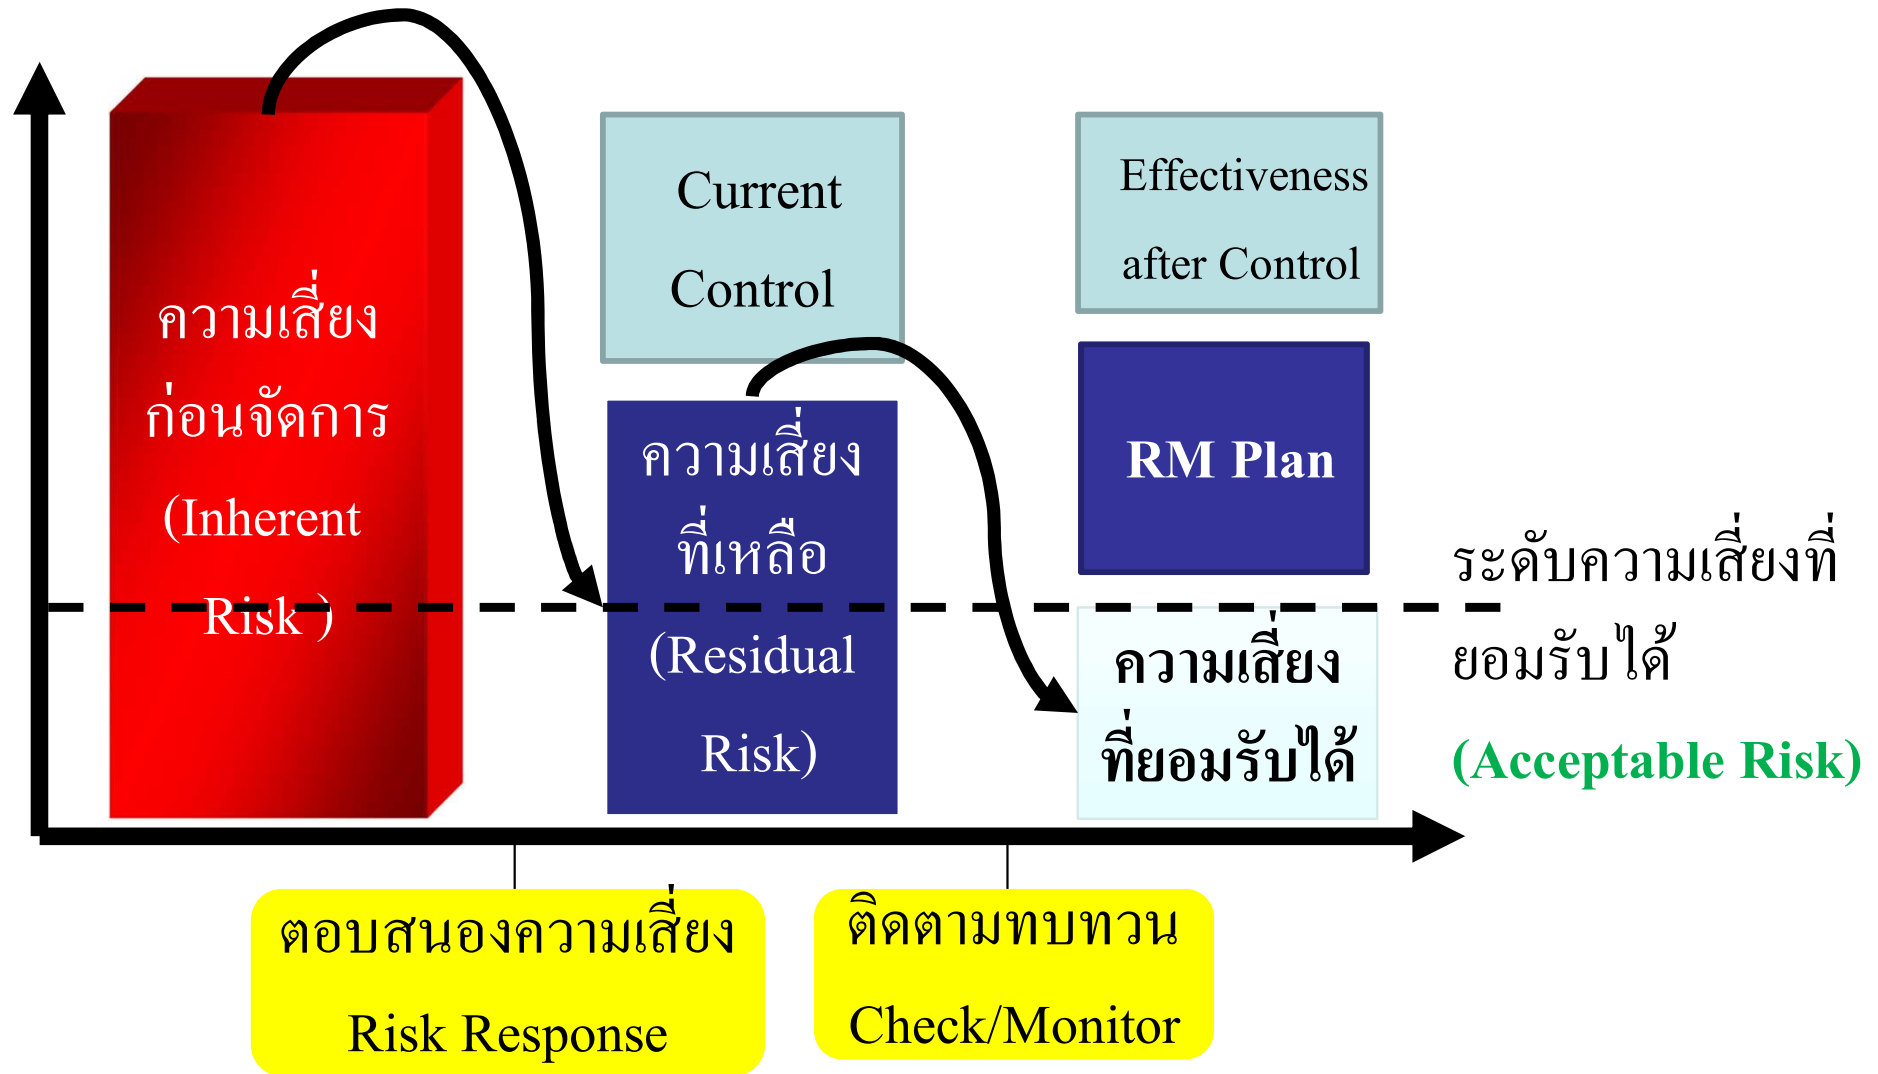 ความเสี่ยง
ก่อนจัดการ
(Inherent
Risk )
Current
Control
ความเสี่ยง
ที่เหลือ
(Residual
Risk)
Effectiveness
after Control
RM Plan
ความเสี่ยง
ที่ยอมรับได้
ระดับความเสี่ยงที่
ยอมรับได้
(Acceptable Risk)
ตอบสนองความเสี่ยง
Risk Response
ติดตามทบทวน
Check/Monitor